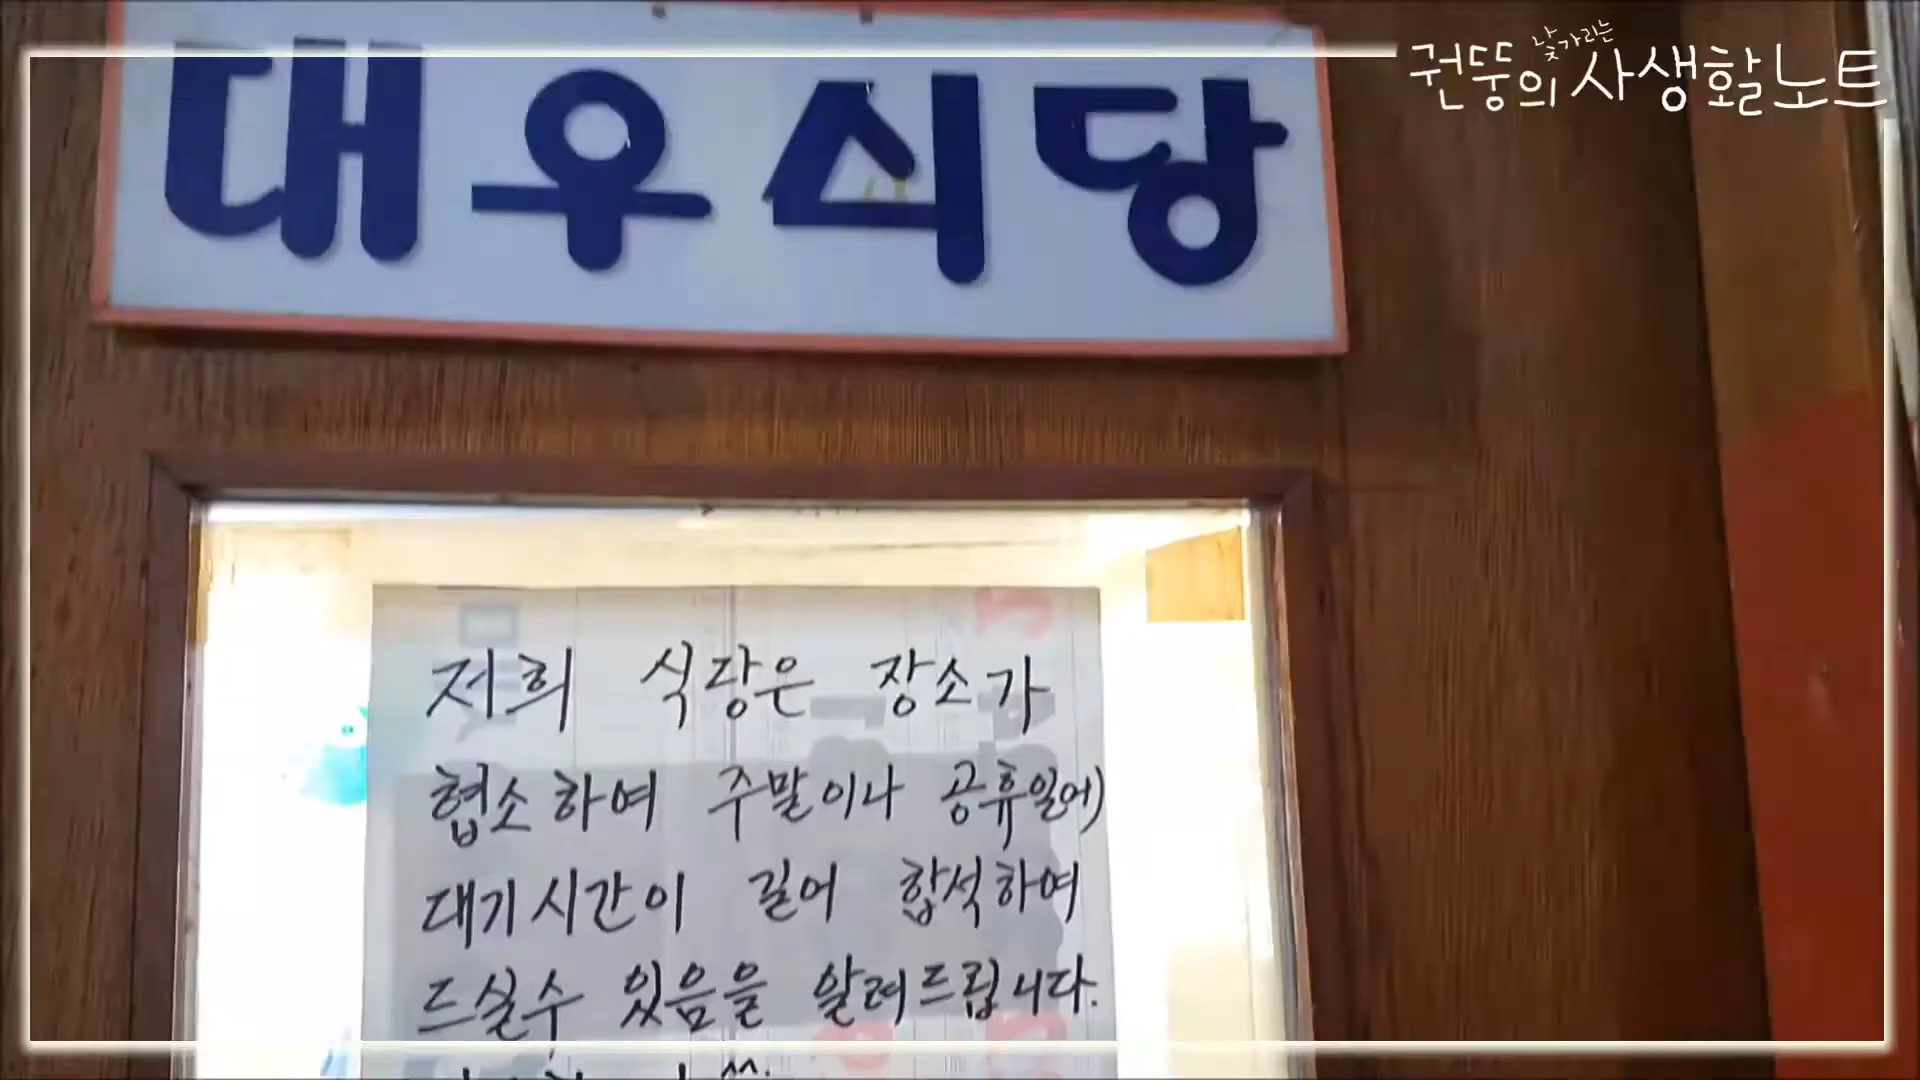 대우식당
낯가리는
권뚱의 사생활노트
저희 식당은 장소가
협소하여 주말이나 공휴일에
대기시간이 길어 합석하여
드실수 있음을 알려드립니다.